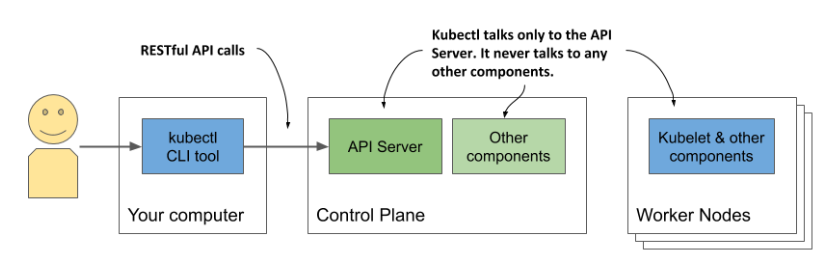 RESTful API calls
Kubectl talks only to the API
Server. It never talks to any
other components.
kubectl
CLI tool
Your computer
API Server
Other
components
Control Plane
Kubelet & other
components
Worker Nodes